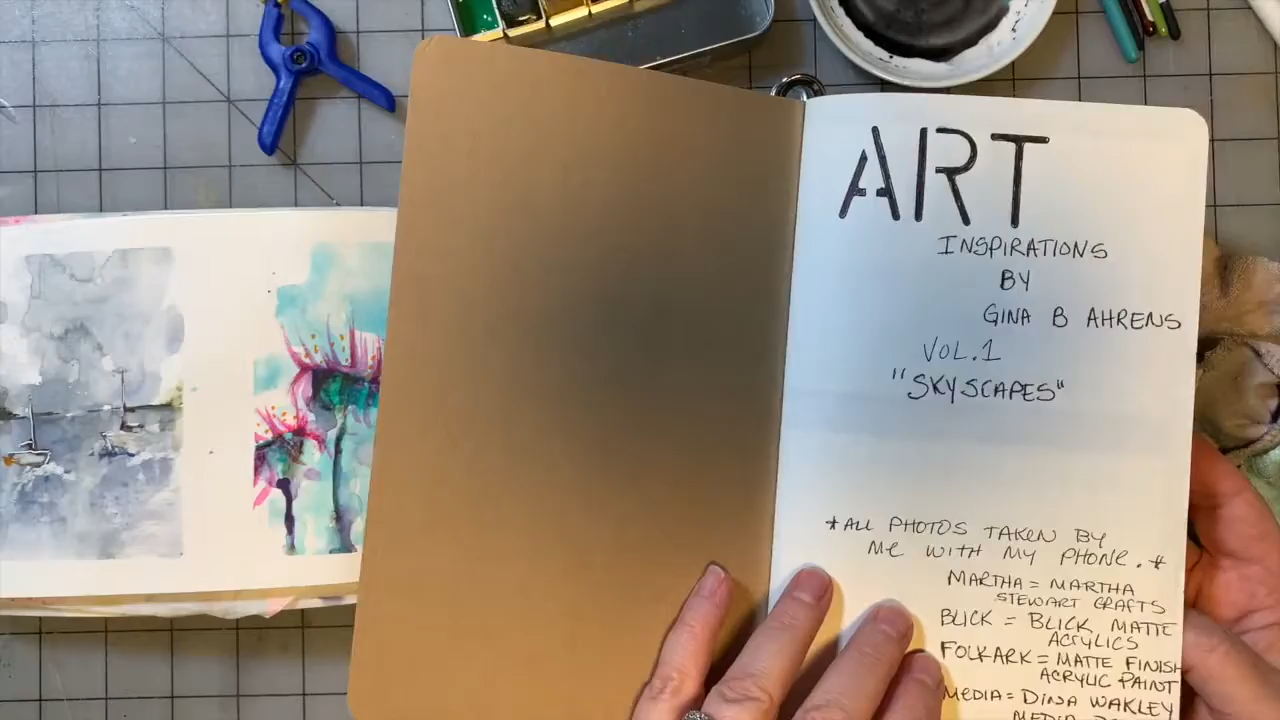 ART
INSPIRATIONS
BY
GINA B AHRENS
VOL.1
"SKYSCAPES"
*ALL PHOTOS TAKEN BY
ME WITH MY PHONE.*
MARTHA = MARTHA
STEWART CRAFTS
BLICK = BLICK MATTE
ACRYLICS
FOLKARK = MATTE FINISH
ACRYLIC PAINT
MEDIA = DINA WAKLEY
MEDIA